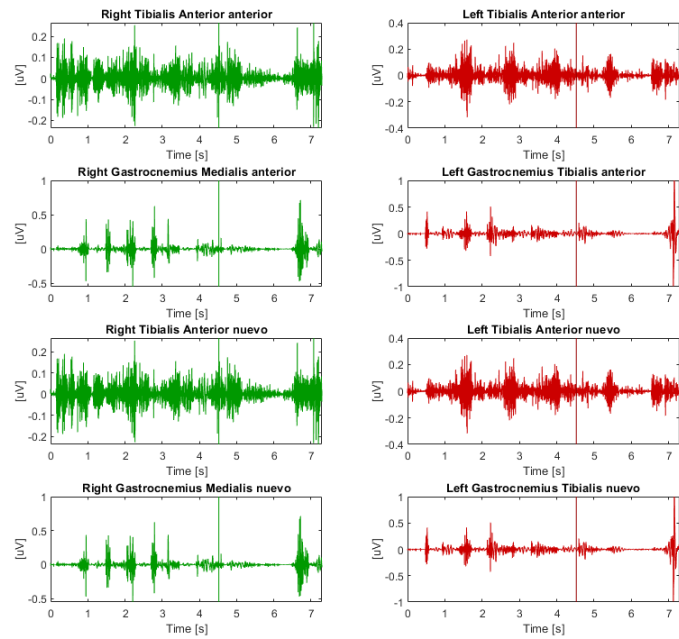 Right Tibialis Anterior anterior
[uV]
0.2
0.1
0
-0.1
-0.2
0 1 2 3 4 5 6 7
Time [s]
Left Tibialis Anterior anterior
[uV]
0.4
0.2
0
-0.2
-0.4
0 1 2 3 4 5 6 7
Time [s]
Right Gastrocnemius Medialis anterior
[uV]
1
0.5
0
-0.5
0 1 2 3 4 5 6 7
Time [s]
Left Gastrocnemius Tibialis anterior
[uV]
1
0.5
0
-0.5
-1
0 1 2 3 4 5 6 7
Time [s]
Right Tibialis Anterior nuevo
[uV]
0.2
0.1
0
-0.1
-0.2
0 1 2 3 4 5 6 7
Time [s]
Left Tibialis Anterior nuevo
[uV]
0.4
0.2
0
-0.2
-0.4
0 1 2 3 4 5 6 7
Time [s]
Right Gastrocnemius Medialis nuevo
[uV]
1
0.5
0
-0.5
0 1 2 3 4 5 6 7
Time [s]
Left Gastrocnemius Tibialis nuevo
[uV]
1
0.5
0
-0.5
-1
0 1 2 3 4 5 6 7
Time [s]